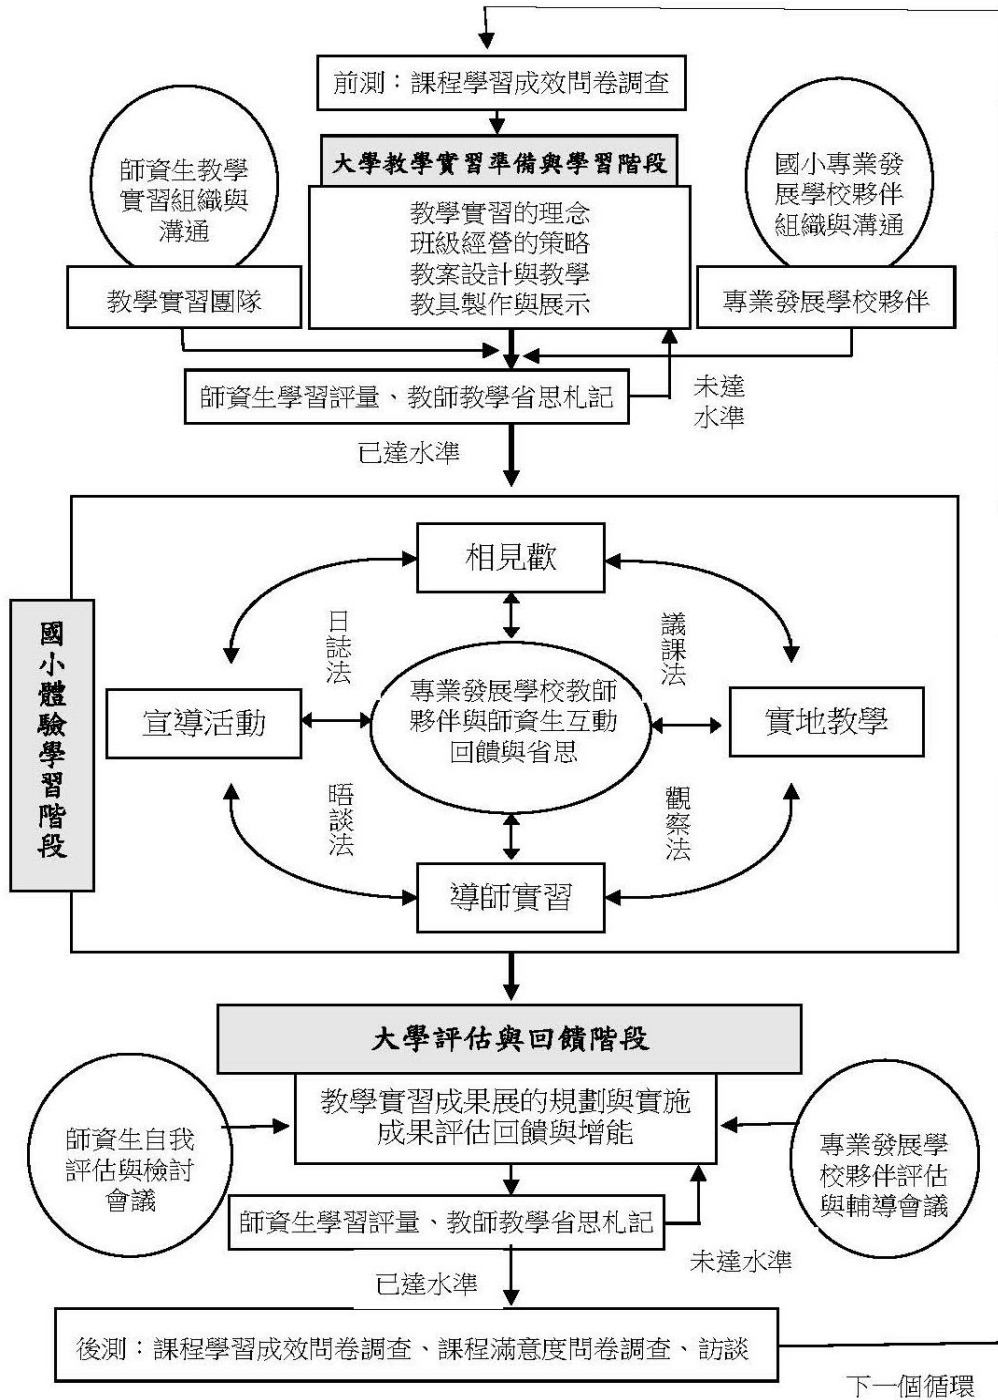 前測：課程學習成效問卷調查
大學教學實習準備與學習階段
師資生教學
實習組織與
溝通
教學實習的理念
班級經營的策略
教案設計與教學
教具製作與展示
國小專業發
展學校夥伴
組織與溝通
教學實習團隊
專業發展學校夥伴
師資生學習評量、教師教學省思札記
未達
水準
已達水準
國小體驗學習階段
相見歡
日誌法
議課法
宣導活動
專業發展學校教師
夥伴與師資生互動
回饋與省思
實地教學
晤談法
觀察法
導師實習
大學評估與回饋階段
教學實習成果展的規劃與實施
成果評估回饋與增能
師資生自我
評估與檢討
會議
專業發展學
校夥伴評估
與輔導會議
師資生學習評量、教師教學省思札記
未達水準
已達水準
後測：課程學習成效問卷調查、課程滿意度問卷調查、訪談
下一個循環